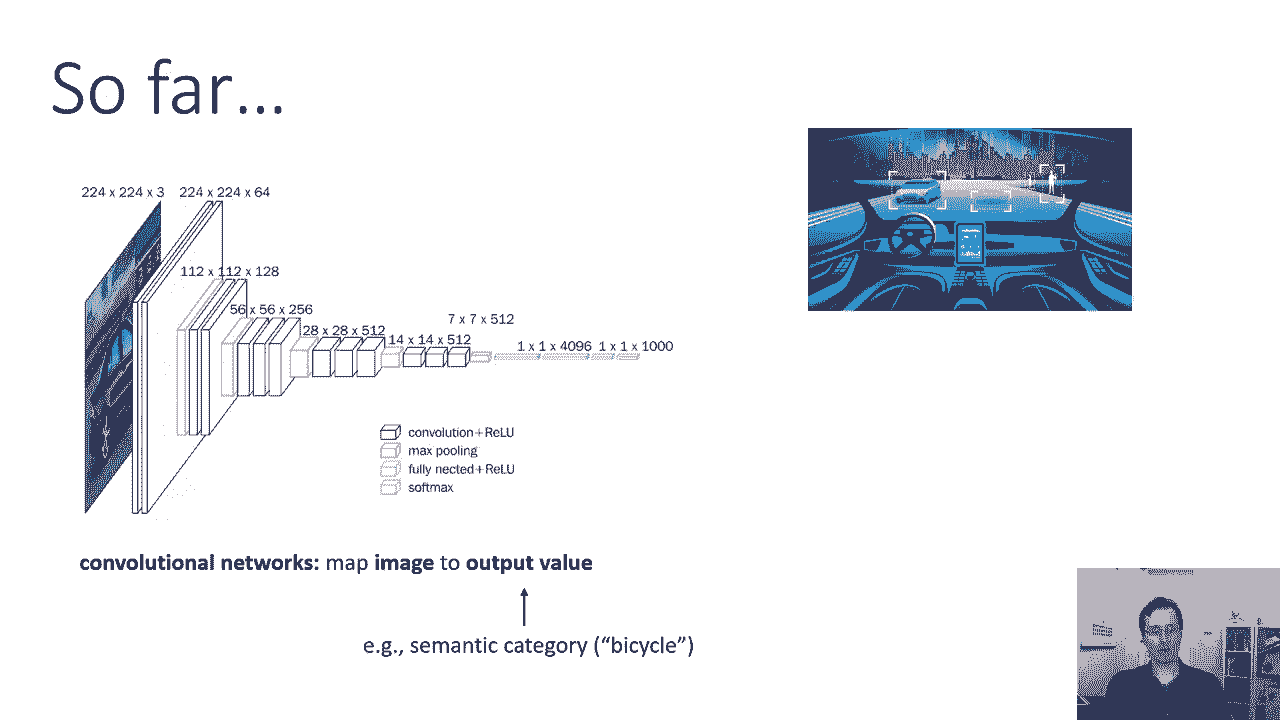 So far...
224 x 224 x 3
224 x 224 x 64
112 x 112 x 128
56 x 56 x 256
28 x 28 x 512
14 x 14 x 512
7 x 7 x 512
1 x 1 x 4096
1 x 1 x 1000
convolution+ReLU
max pooling
fully nected+ReLU
softmax
convolutional networks: map image to output value
e.g., semantic category (“bicycle”)